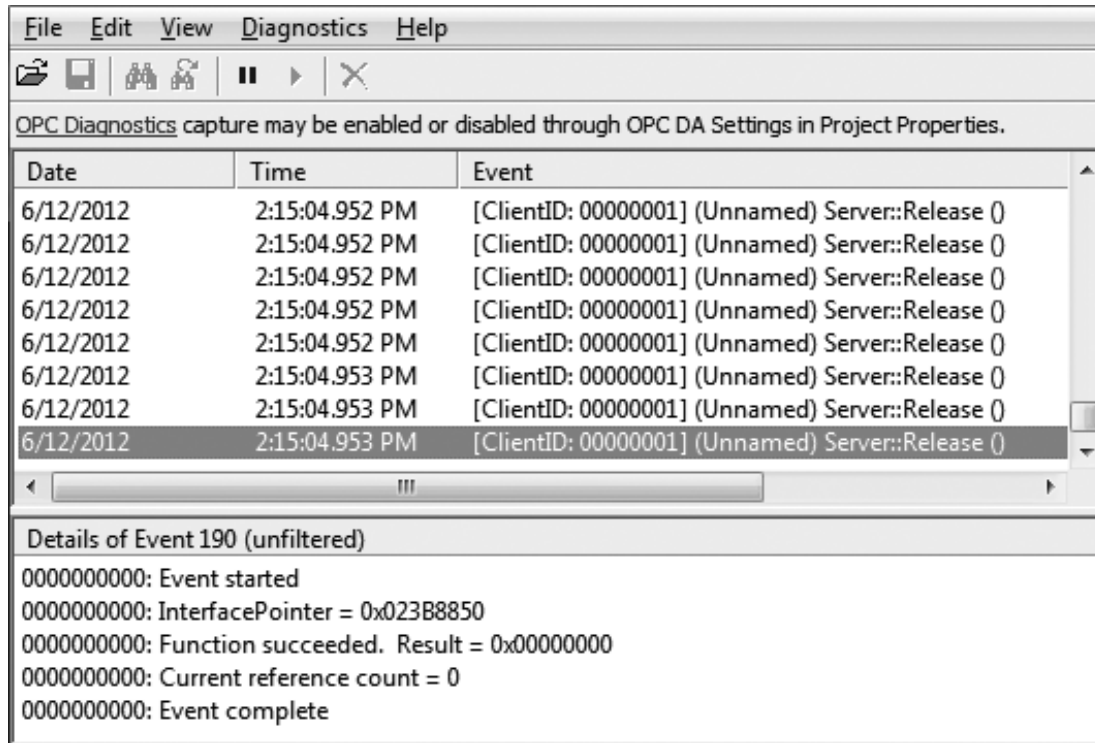 File Edit View Diagnostics Help
OPC Diagnostics capture may be enabled or disabled through OPC DA Settings in Project Properties.
Date Time Event
6/12/2012 2:15:04.952 PM [ClientID: 00000001] (Unnamed) Server::Release ()
6/12/2012 2:15:04.952 PM [ClientID: 00000001] (Unnamed) Server::Release ()
6/12/2012 2:15:04.952 PM [ClientID: 00000001] (Unnamed) Server::Release ()
6/12/2012 2:15:04.952 PM [ClientID: 00000001] (Unnamed) Server::Release ()
6/12/2012 2:15:04.952 PM [ClientID: 00000001] (Unnamed) Server::Release ()
6/12/2012 2:15:04.953 PM [ClientID: 00000001] (Unnamed) Server::Release ()
6/12/2012 2:15:04.953 PM [ClientID: 00000001] (Unnamed) Server::Release ()
6/12/2012 2:15:04.953 PM [ClientID: 00000001] (Unnamed) Server::Release ()
Details of Event 190 (unfiltered)
0000000000: Event started
0000000000: InterfacePointer = 0x023B8850
0000000000: Function succeeded.  Result = 0x00000000
0000000000: Current reference count = 0
0000000000: Event complete